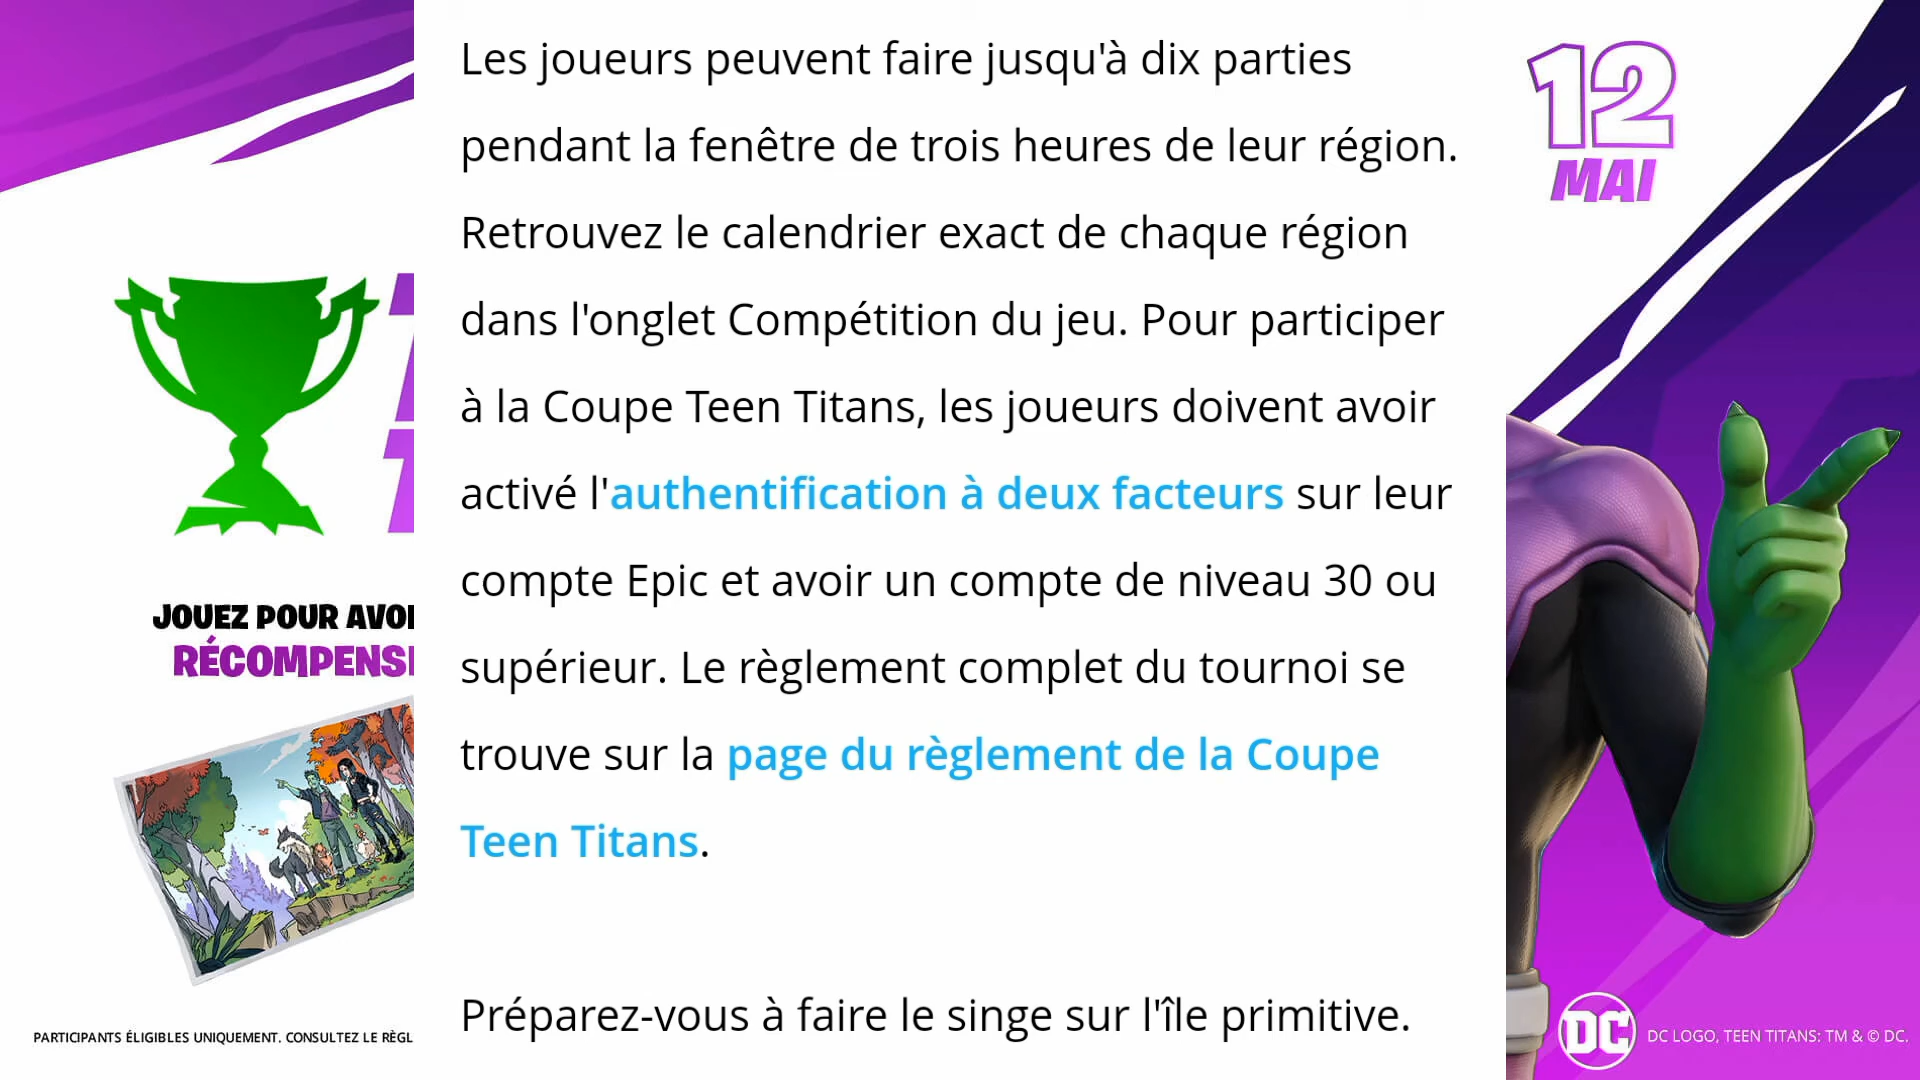 Les joueurs peuvent faire jusqu'à dix parties
pendant la fenêtre de trois heures de leur région.
Retrouvez le calendrier exact de chaque région
dans l'onglet Compétition du jeu. Pour participer
à la Coupe Teen Titans, les joueurs doivent avoir
activé l'authentification à deux facteurs sur leur
compte Epic et avoir un compte de niveau 30 ou
supérieur. Le règlement complet du tournoi se
trouve sur la page du règlement de la Coupe
Teen Titans.
Préparez-vous à faire le singe sur l'île primitive.
12
MAI
JOUEZ POUR AVOI
RÉCOMPENS
PARTICIPANTS ÉLIGIBLES UNIQUEMENT. CONSULTEZ LE RÈGL
DC
DC LOGO, TEEN TITANS: TM & © DC.